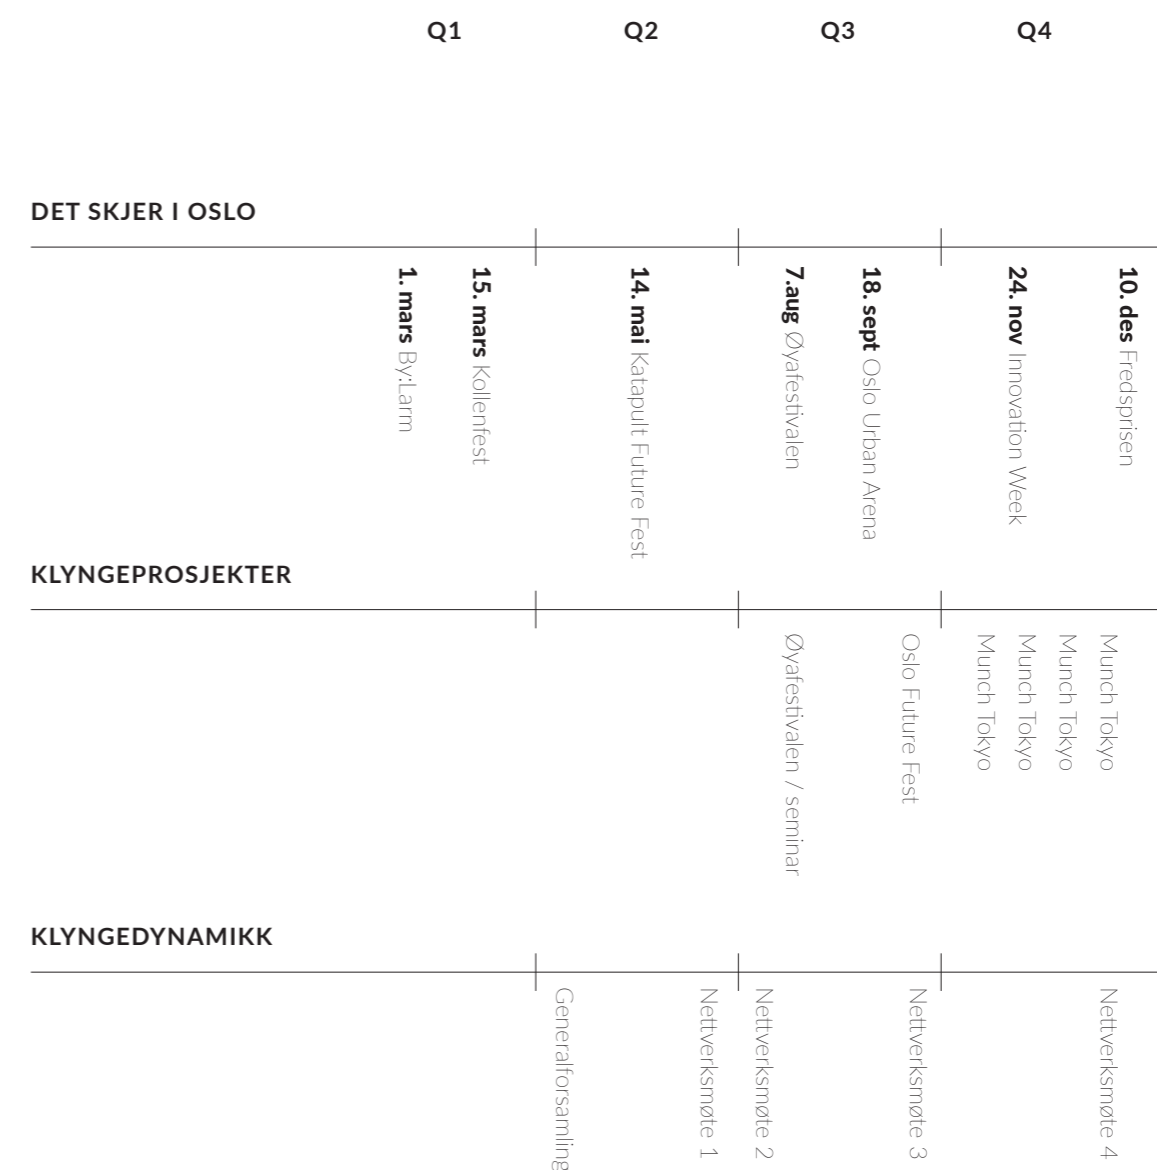 Q1 Q2 Q3 Q4
DET SKJER I OSLO
1. mars By:Larm
15. mars Kollenfest
14. mai Katapult Future Fest
7.aug Øyafestivalen
18. sept Oslo Urban Arena
24. nov Innovation Week
10. des Fredsprisen
KLYNGEPROSJEKTER
Øyafestivalen / seminar
Oslo Future Fest
Munch Tokyo
Munch Tokyo
Munch Tokyo
Munch Tokyo
KLYNGEDYNAMIKK
Generalforsamling
Nettverksmøte 1
Nettverksmøte 2
Nettverksmøte 3
Nettverksmøte 4